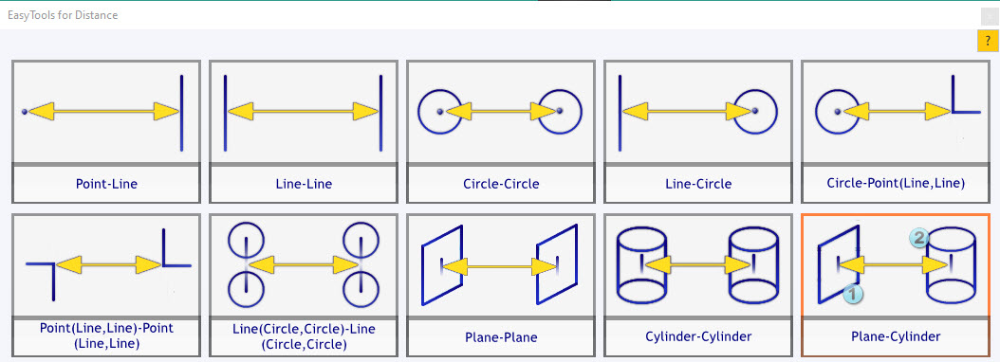 EasyTools for Distance
?
Point-Line
Line-Line
Circle-Circle
Line-Circle
Circle-Point(Line,Line)
2
1
Point(Line,Line)-Point
(Line,Line)
Line(Circle,Circle)-Line
(Circle,Circle)
Plane-Plane
Cylinder-Cylinder
Plane-Cylinder